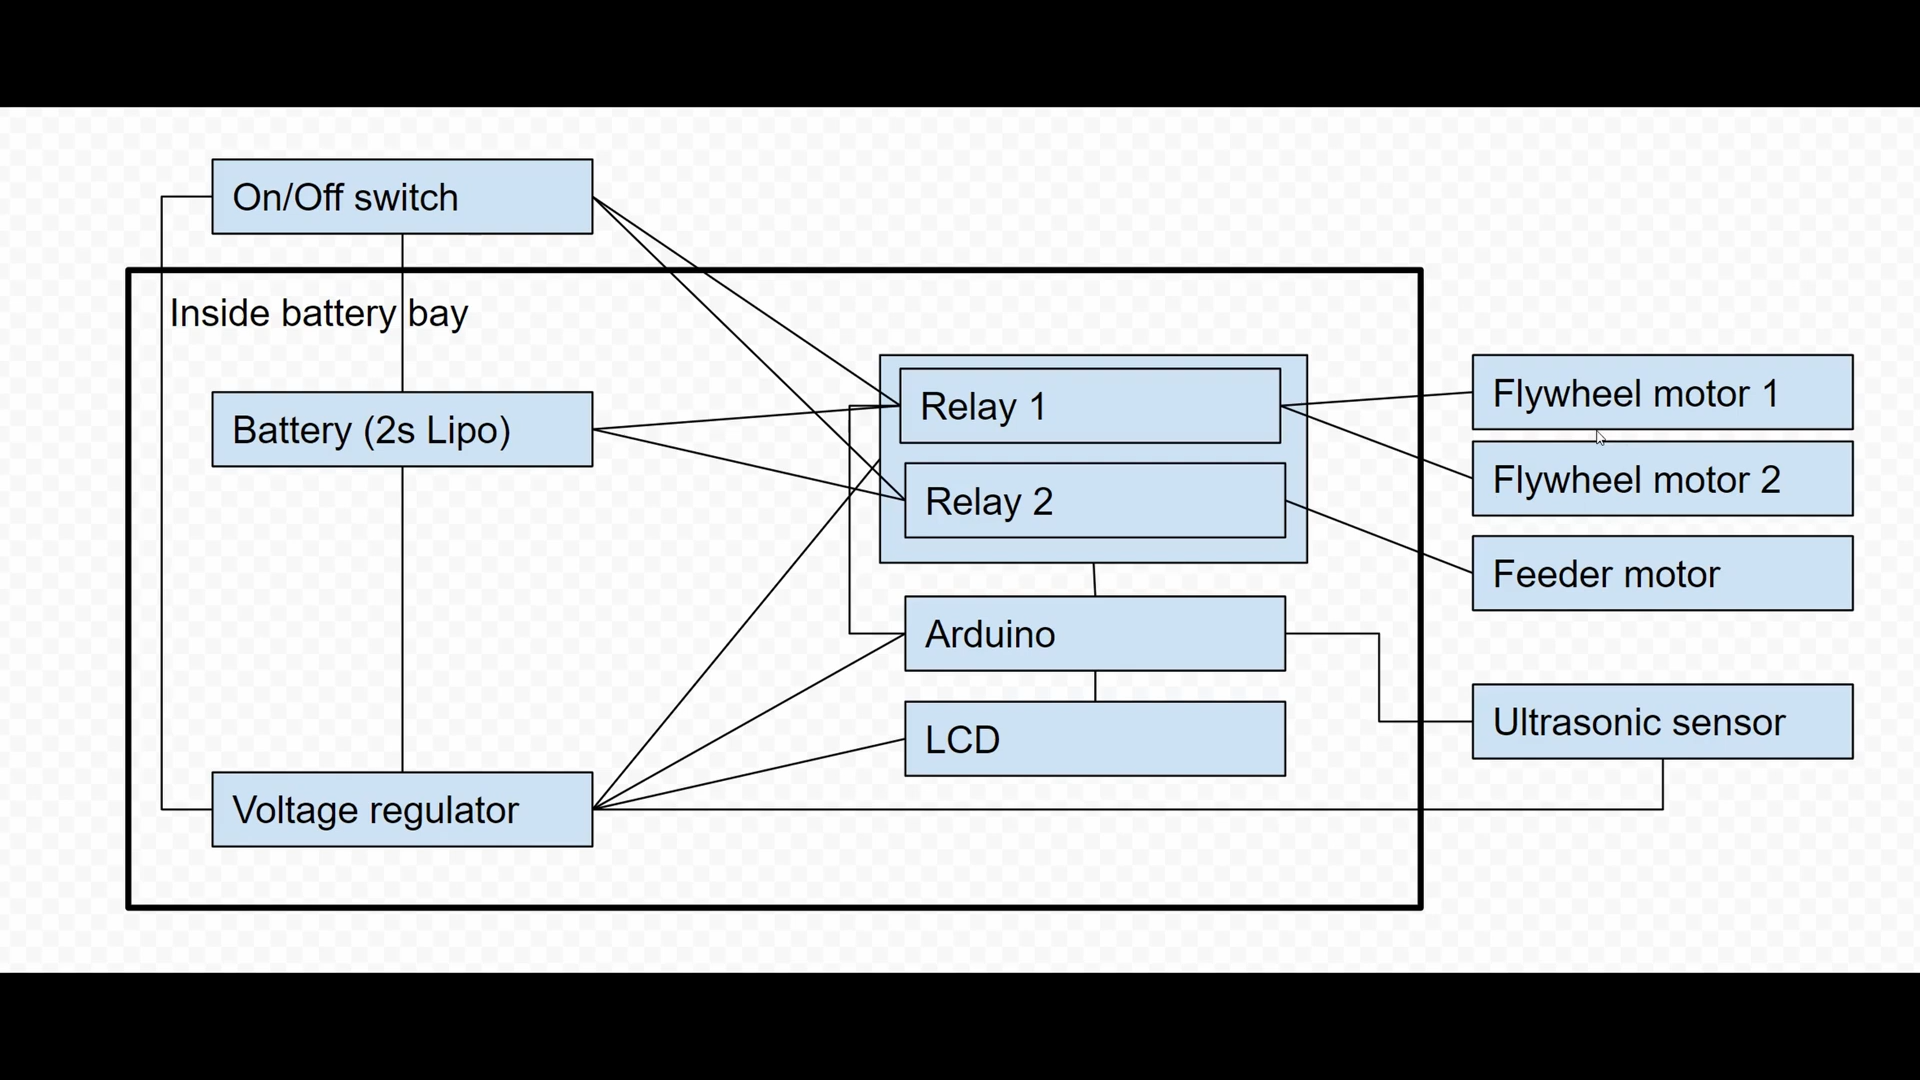 On/Off switch
Inside battery bay
Battery (2s Lipo)
Voltage regulator
Relay 1
Relay 2
Arduino
LCD
Flywheel motor 1
Flywheel motor 2
Feeder motor
Ultrasonic sensor